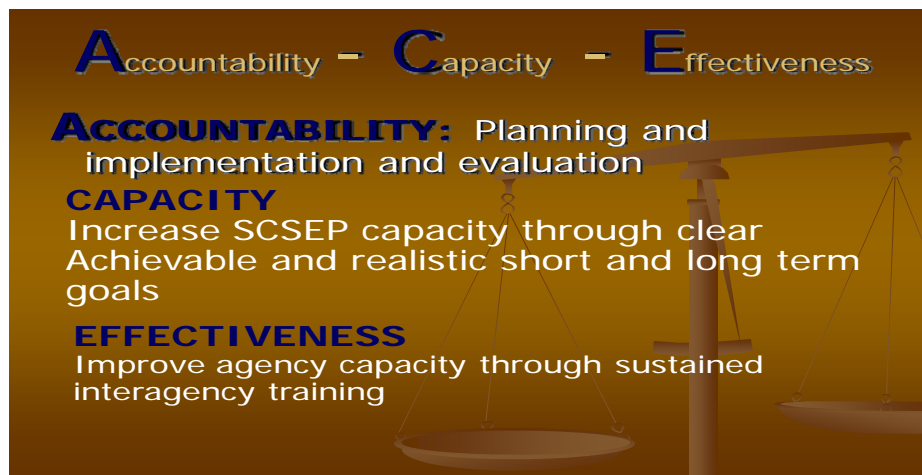 Accountability - Capacity - Effectiveness
ACCOUNTABILITY: Planning and
implementation and evaluation
CAPACITY
Increase SCSEP capacity through clear
Achievable and realistic short and long term
goals
EFFECTIVENESS
Improve agency capacity through sustained
interagency training